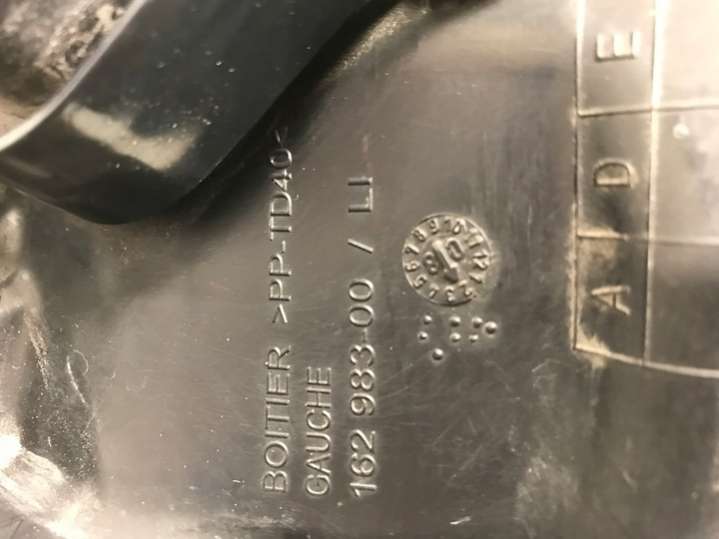 BOITIER >PP-TD40<
GAUCHE
162 983-00 / LI
A D E